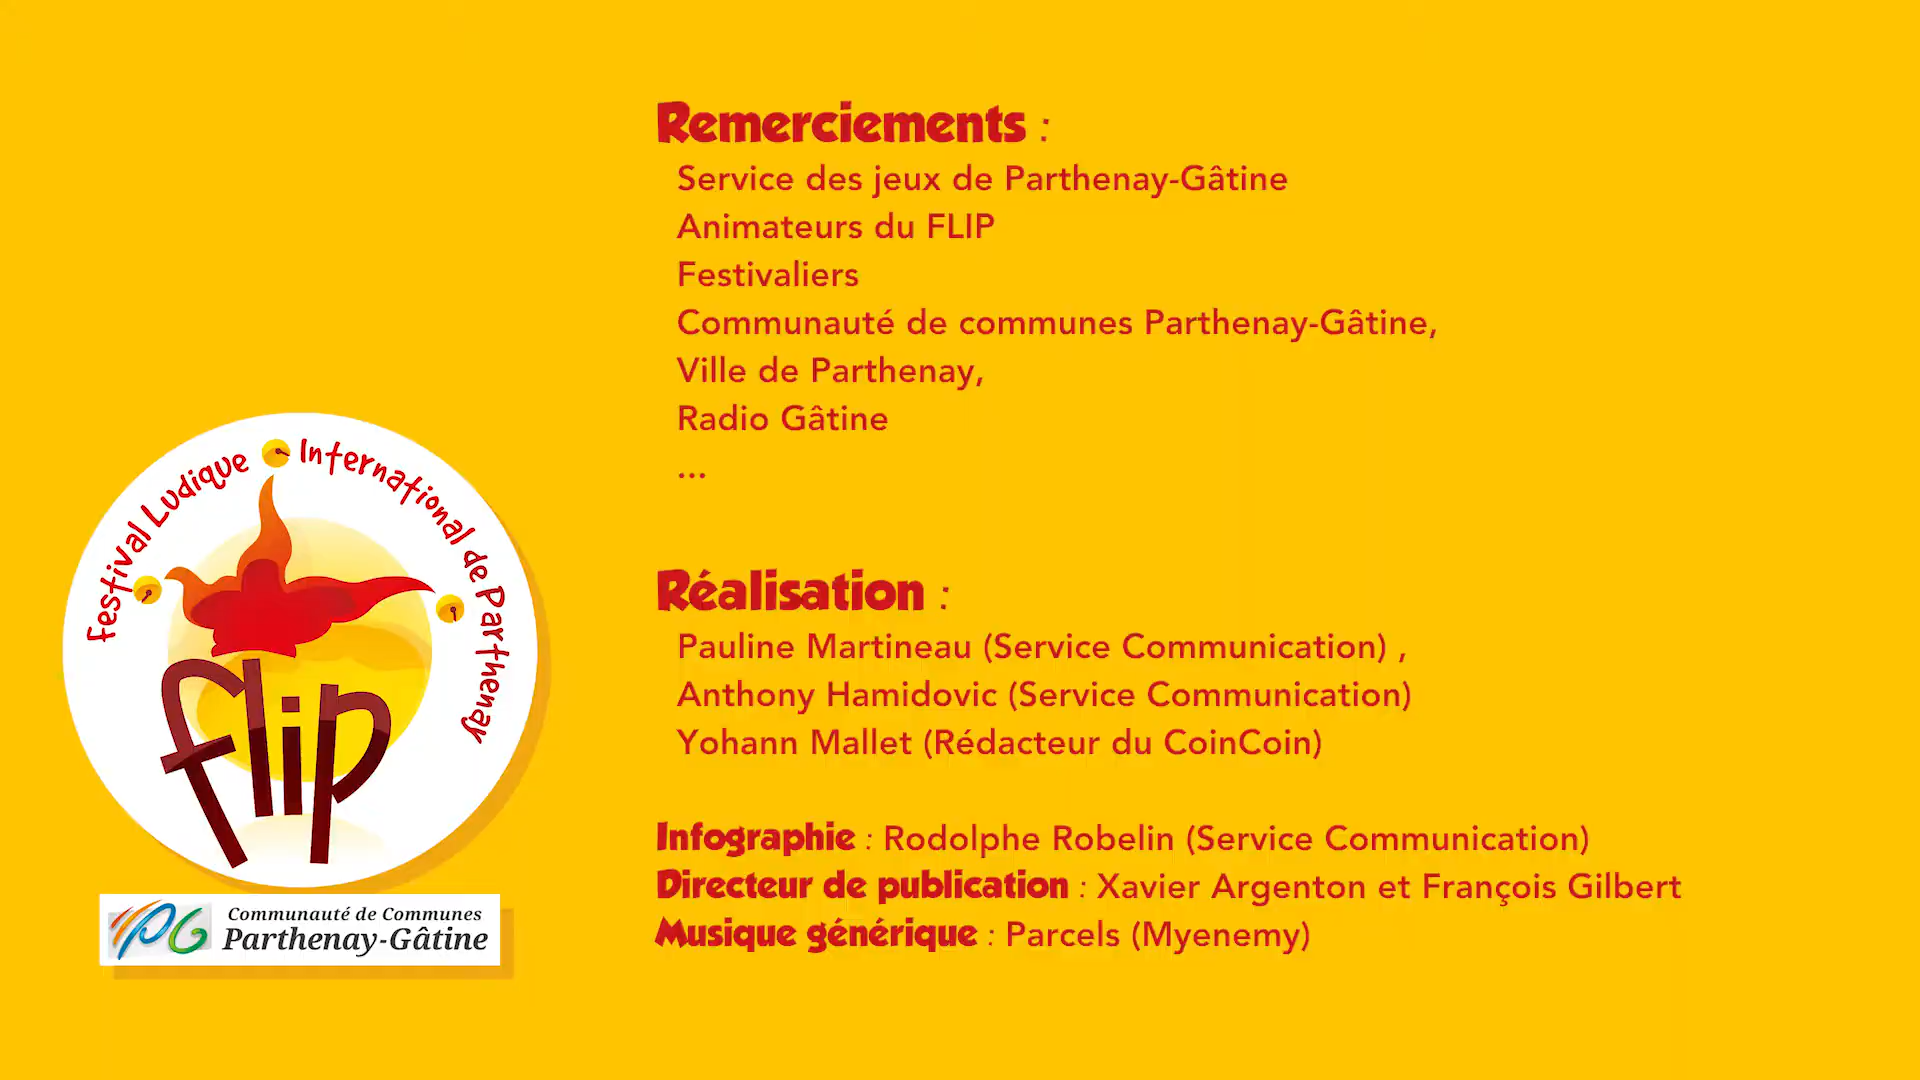 Remerciements :
Service des jeux de Parthenay-Gâtine
Animateurs du FLIP
Festivaliers
Communauté de communes Parthenay-Gâtine,
Ville de Parthenay,
Radio Gâtine
...
Festival Ludique International de Parthenay
flip
Communauté de Communes
Parthenay-Gâtine
Réalisation :
Pauline Martineau (Service Communication) ,
Anthony Hamidovic (Service Communication)
Yohann Mallet (Rédacteur du CoinCoin)
Infographie : Rodolphe Robelin (Service Communication)
Directeur de publication : Xavier Argenton et François Gilbert
Musique générique : Parcels (Myenemy)